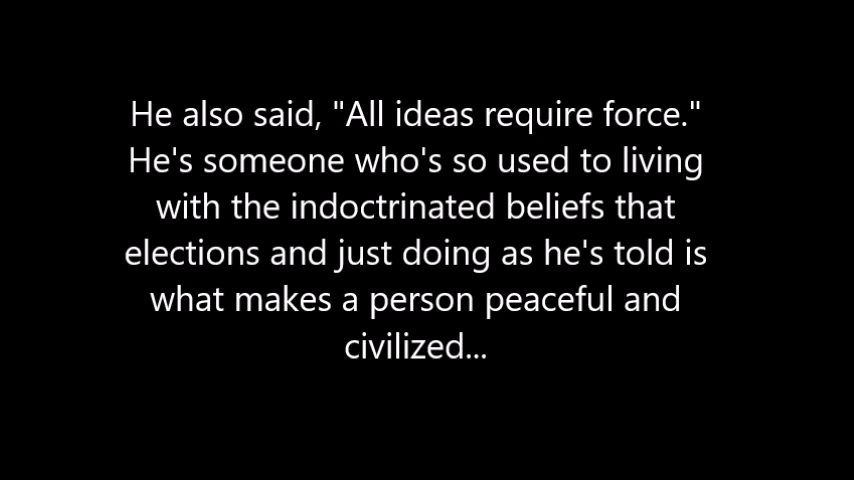 He also said, "All ideas require force."
He's someone who's so used to living
with the indoctrinated beliefs that
elections and just doing as he's told is
what makes a person peaceful and
civilized...